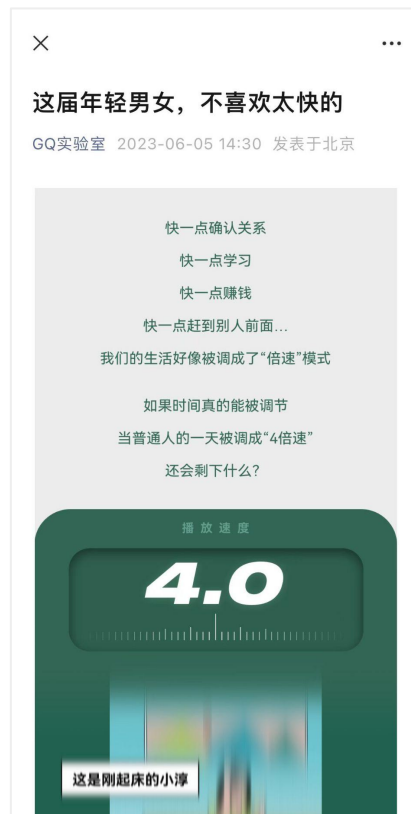 这届年轻男女，不喜欢太快的
GQ实验室 2023-06-05 14:30 发表于北京
快一点确认关系
快一点学习
快一点赚钱
快一点赶到别人前面...
我们的生活好像被调成了“倍速”模式
如果时间真的能被调节
当普通人的一天被调成“4倍速”
还会剩下什么？
播放速度
4.0
这是刚起床的小淳